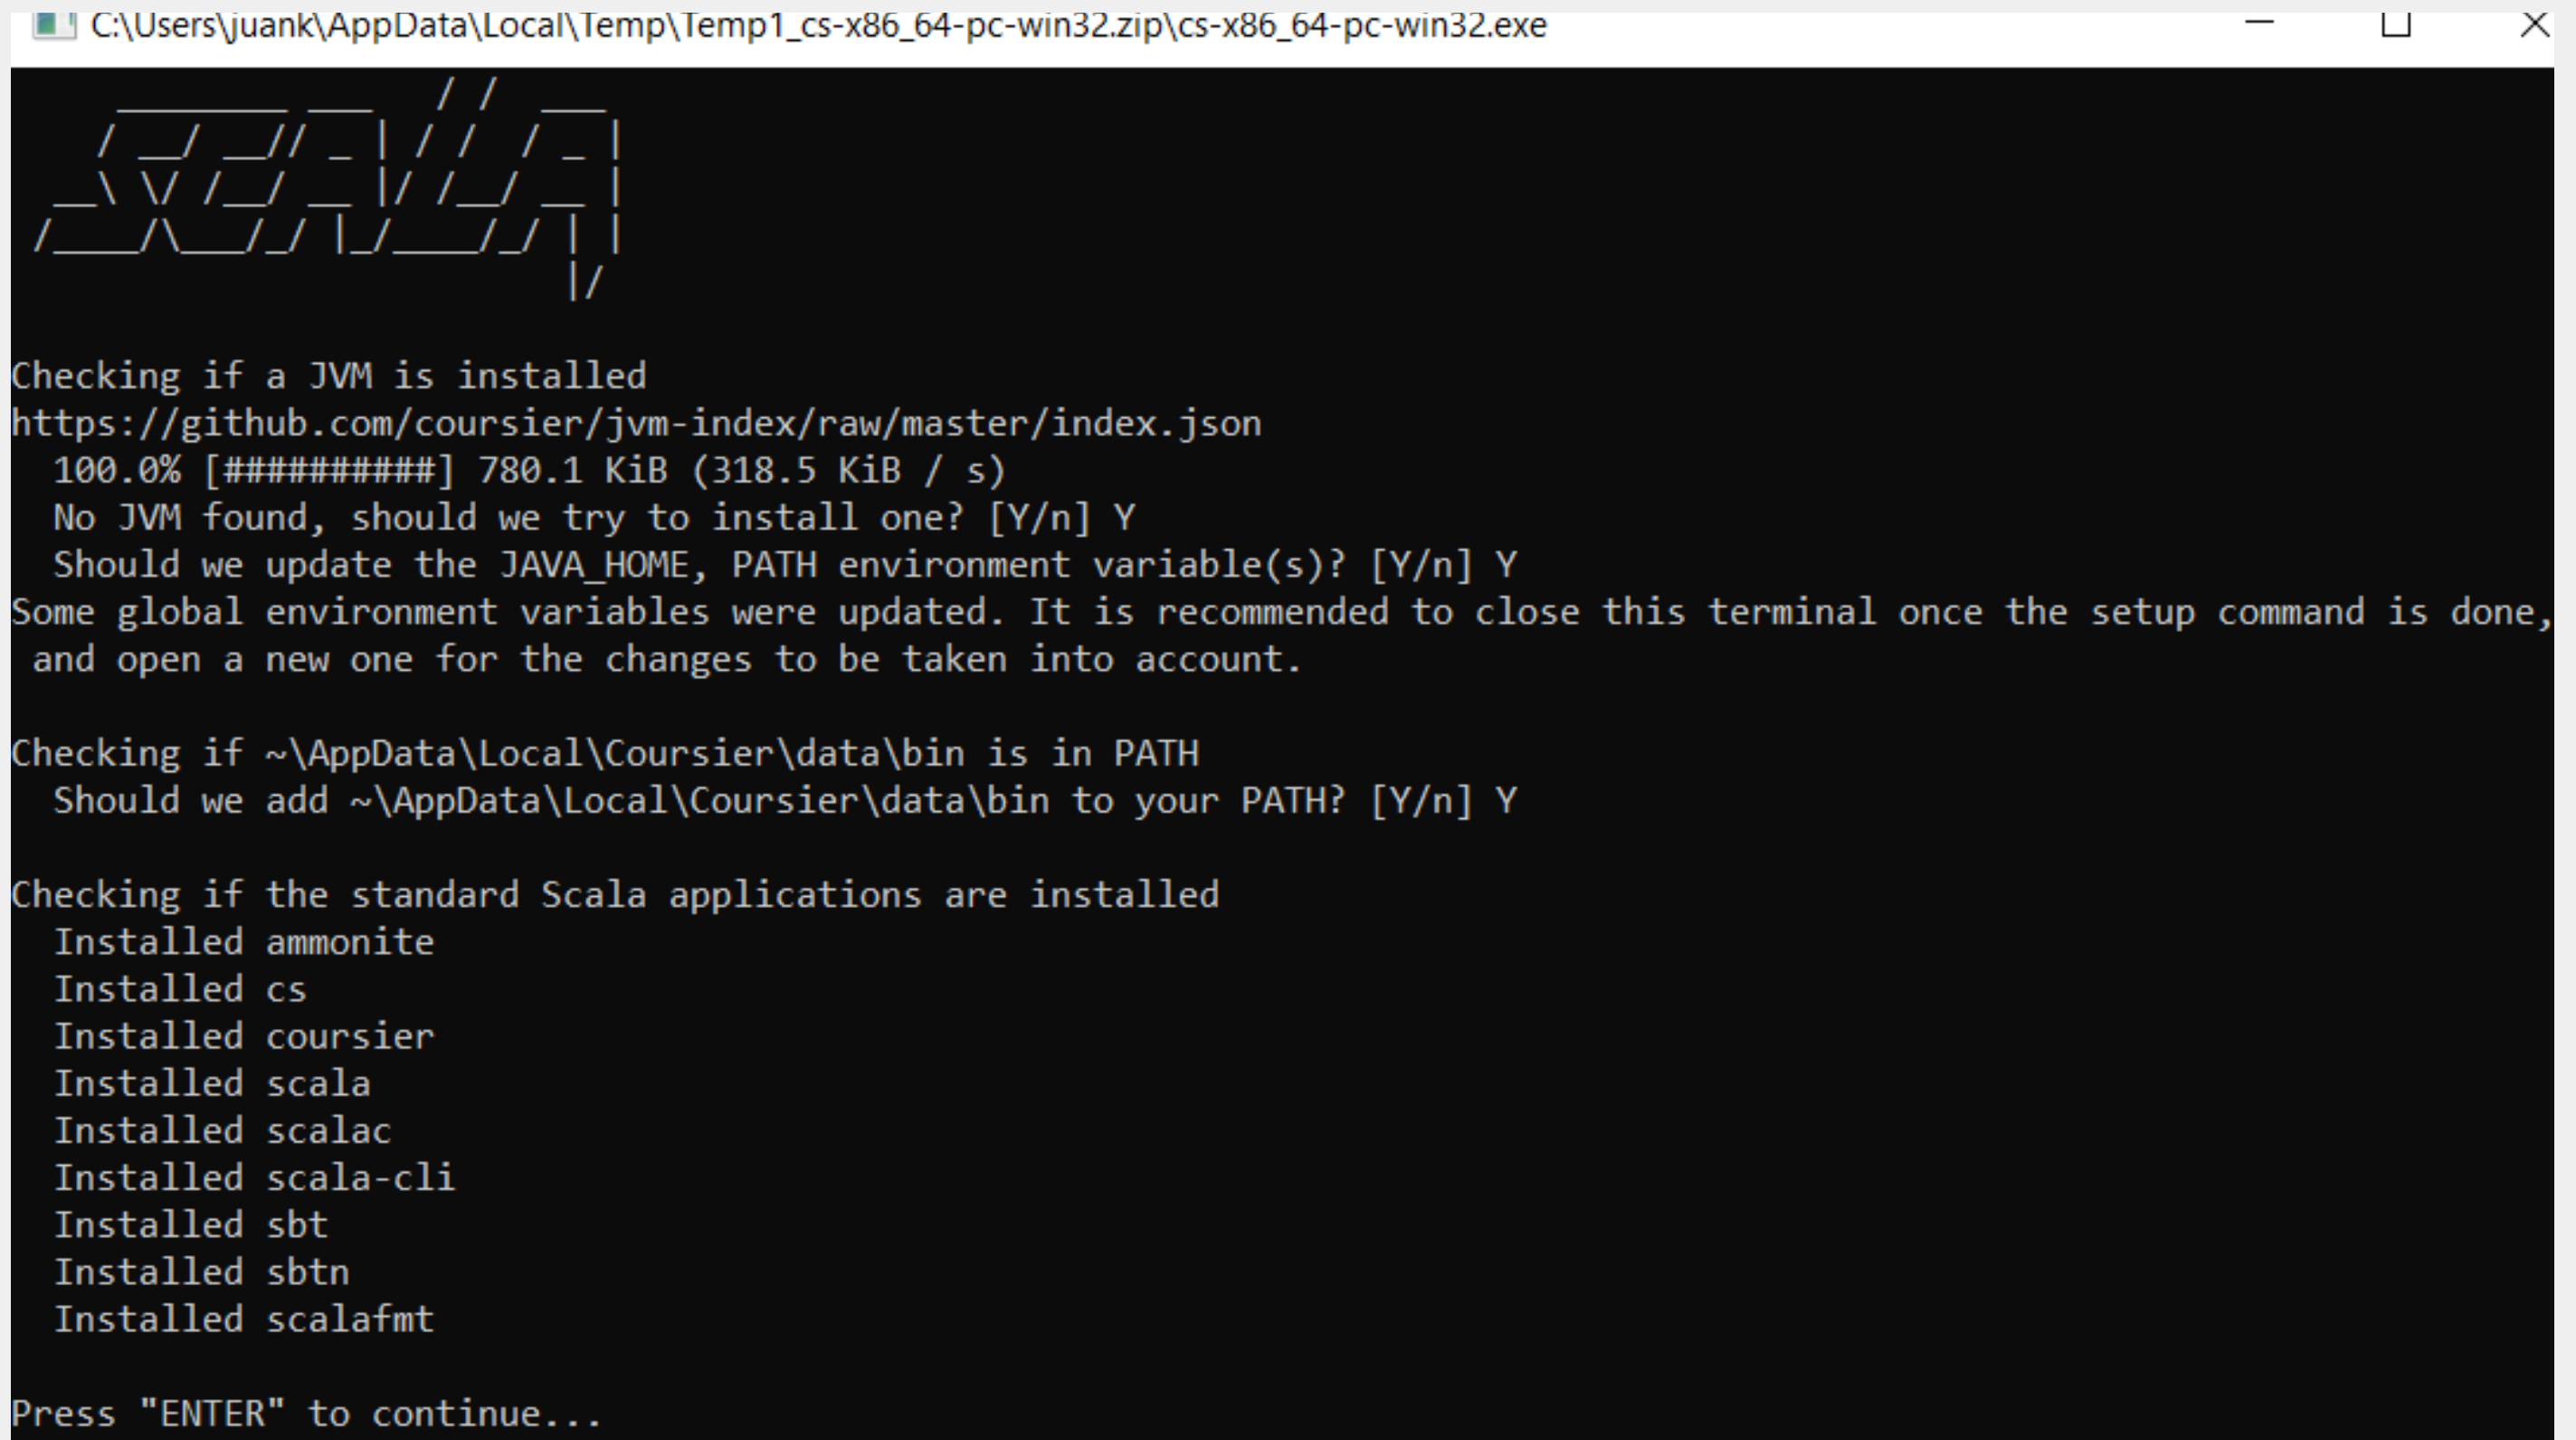 C:\Users\juank\AppData\Local\Temp\Temp1_cs-x86_64-pc-win32.zip\cs-x86_64-pc-win32.exe
SCALA
Checking if a JVM is installed
https://github.com/coursier/jvm-index/raw/master/index.json
100.0% [##########] 780.1 KiB (318.5 KiB / s)
No JVM found, should we try to install one? [Y/n] Y
Should we update the JAVA_HOME, PATH environment variable(s)? [Y/n] Y
Some global environment variables were updated. It is recommended to close this terminal once the setup command is done,
and open a new one for the changes to be taken into account.
Checking if ~\AppData\Local\Coursier\data\bin is in PATH
Should we add ~\AppData\Local\Coursier\data\bin to your PATH? [Y/n] Y
Checking if the standard Scala applications are installed
Installed ammonite
Installed cs
Installed coursier
Installed scala
Installed scalac
Installed scala-cli
Installed sbt
Installed sbtn
Installed scalafmt
Press "ENTER" to continue...